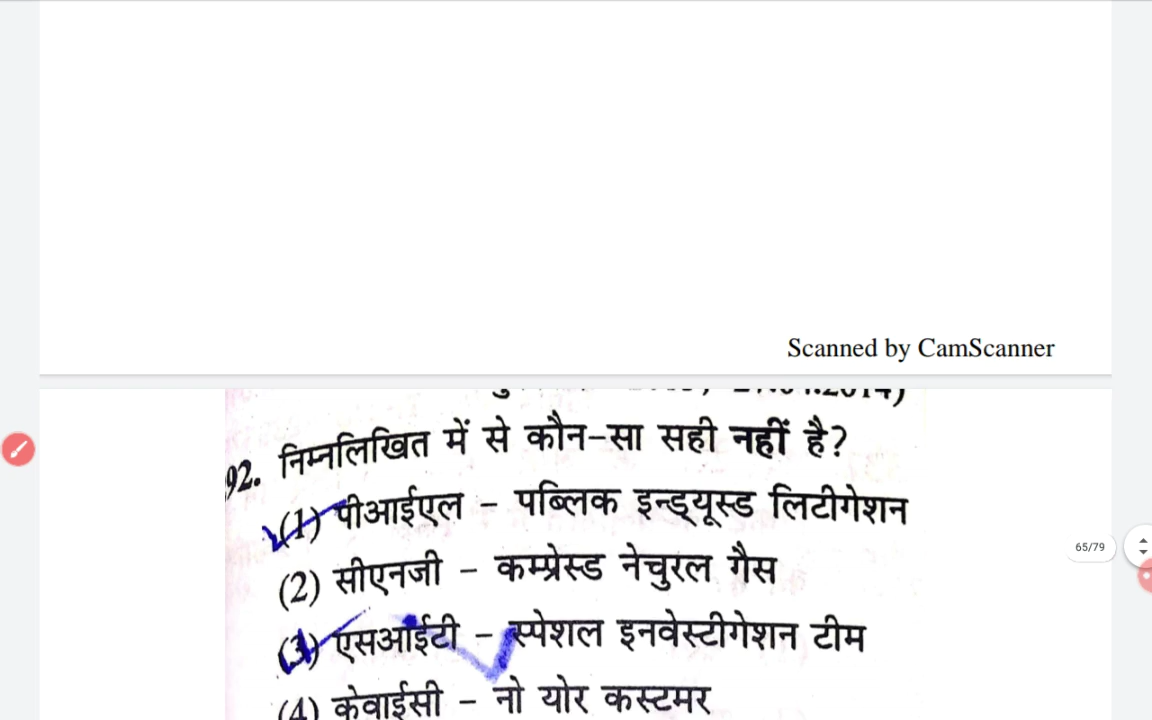 Scanned by CamScanner
92. निम्नलिखित में से कौन-सा सही नहीं है?
(1) पीआईएल - पब्लिक इन्ड्यूस्ड लिटीगेशन
(2) सीएनजी - कम्प्रेस्ड नेचुरल गैस
65/79
(3) एसआईटी - स्पेशल इनवेस्टीगेशन टीम
(4) केवाईसी - नो योर कस्टमर